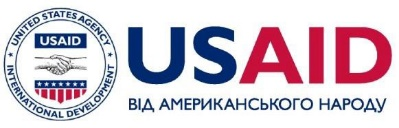 UNITED STATES AGENCY
USAID
INTERNATIONAL DEVELOPMENT
USAID
ВІД АМЕРИКАНСЬКОГО НАРОДУ